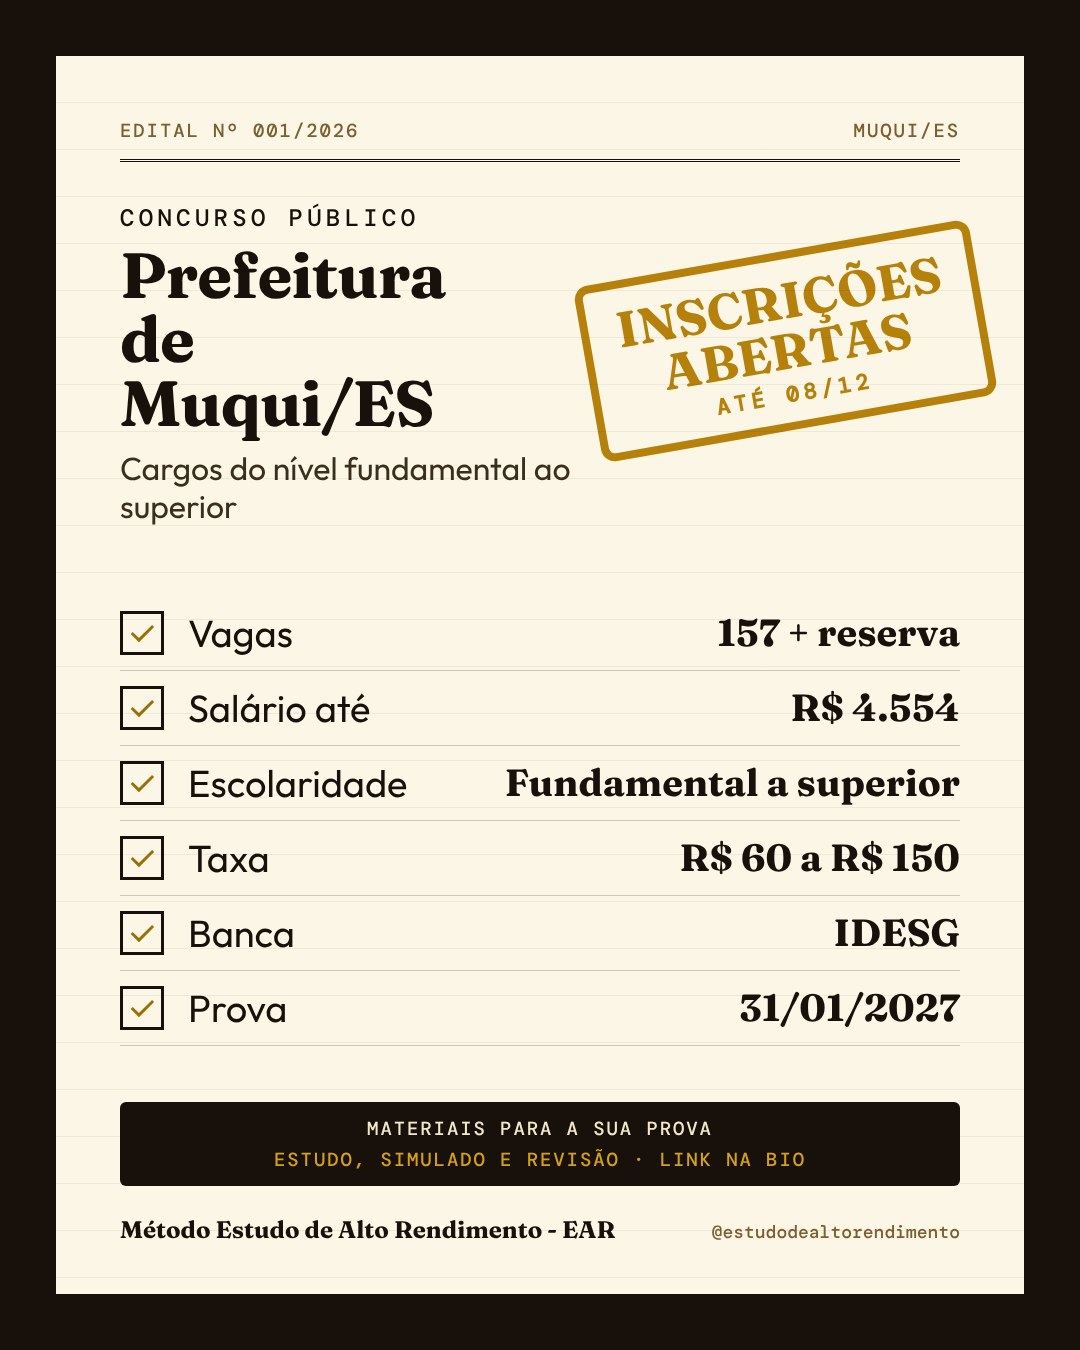 EDITAL Nº 001/2026
MUQUI/ES
CONCURSO PÚBLICO
Prefeitura
de
Muqui/ES
Cargos do nível fundamental ao
superior
INSCRIÇÕES
ABERTAS
ATÉ 08/12
Vagas 157 + reserva
Salário até R$ 4.554
Escolaridade Fundamental a superior
Taxa R$ 60 a R$ 150
Banca IDESG
Prova 31/01/2027
MATERIAIS PARA A SUA PROVA
ESTUDO, SIMULADO E REVISÃO · LINK NA BIO
Método Estudo de Alto Rendimento - EAR
@estudodealtorendimento